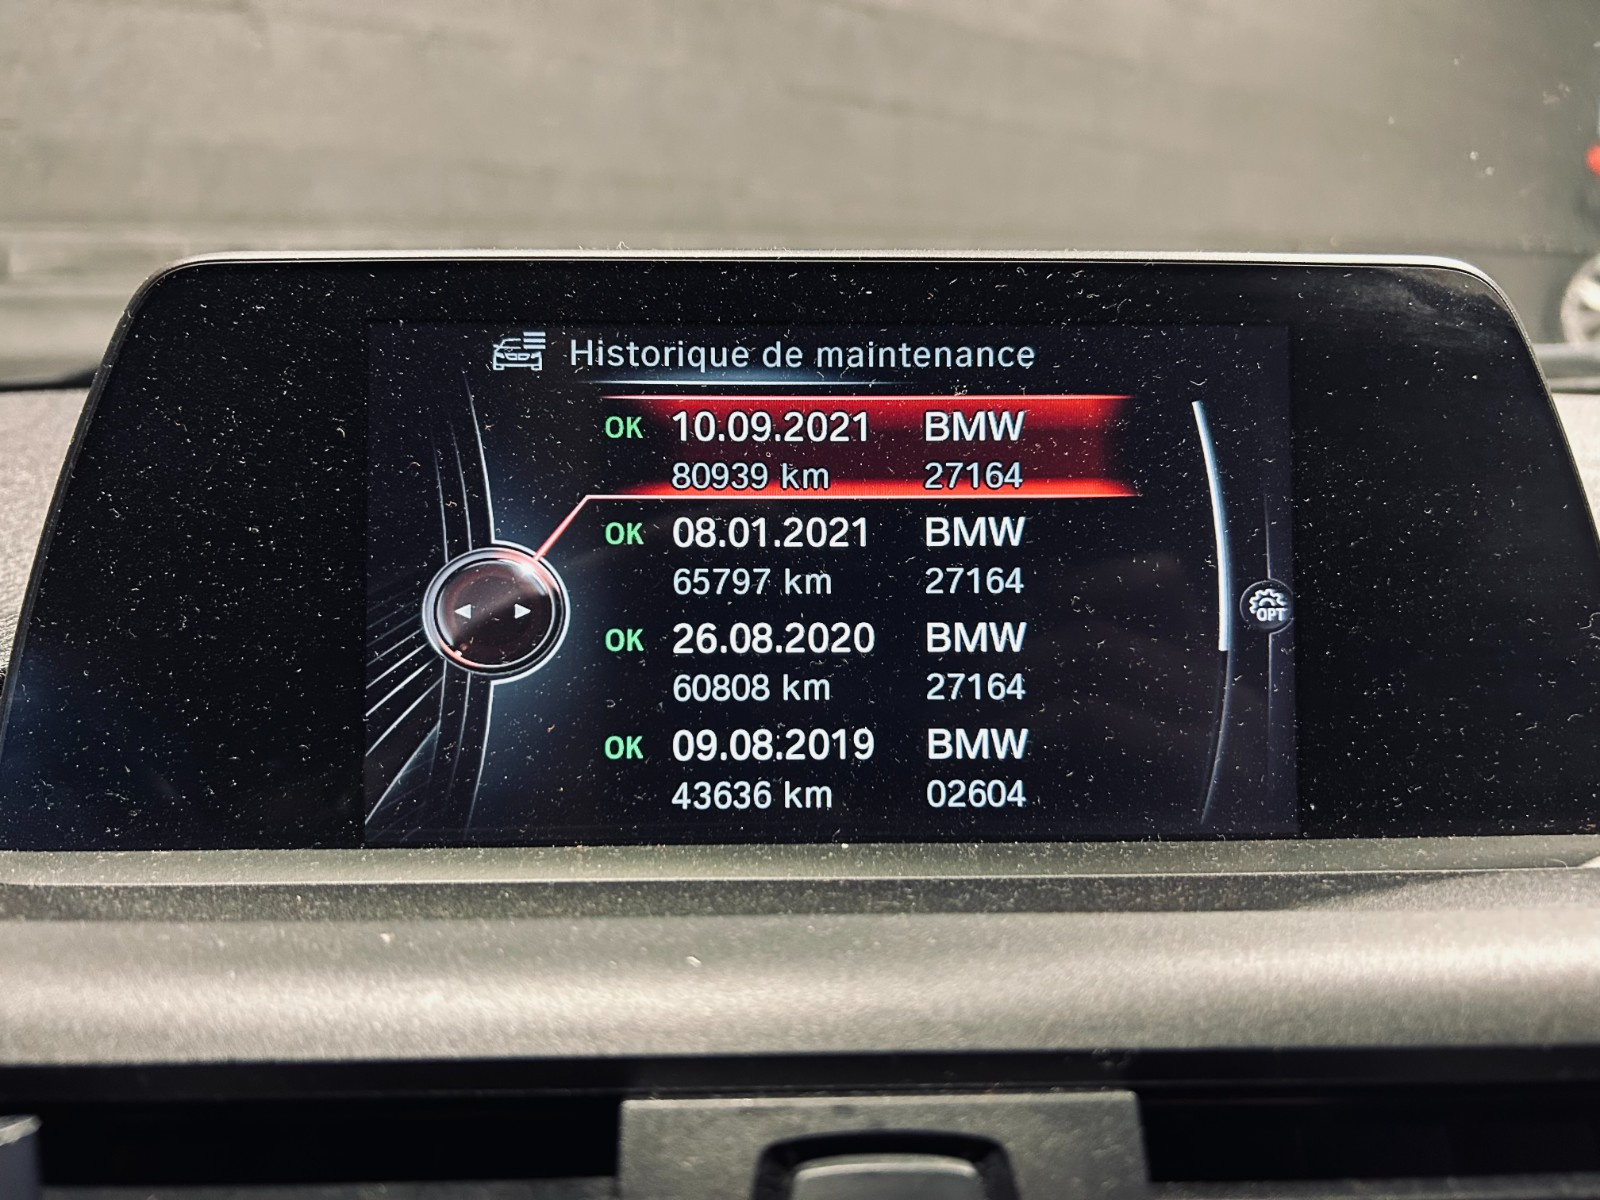 Historique de maintenance
OK 10.09.2021 BMW
80939 km 27164
OK 08.01.2021 BMW
65797 km 27164
OK 26.08.2020 BMW
60808 km 27164
OK 09.08.2019 BMW
43636 km 02604
OPT